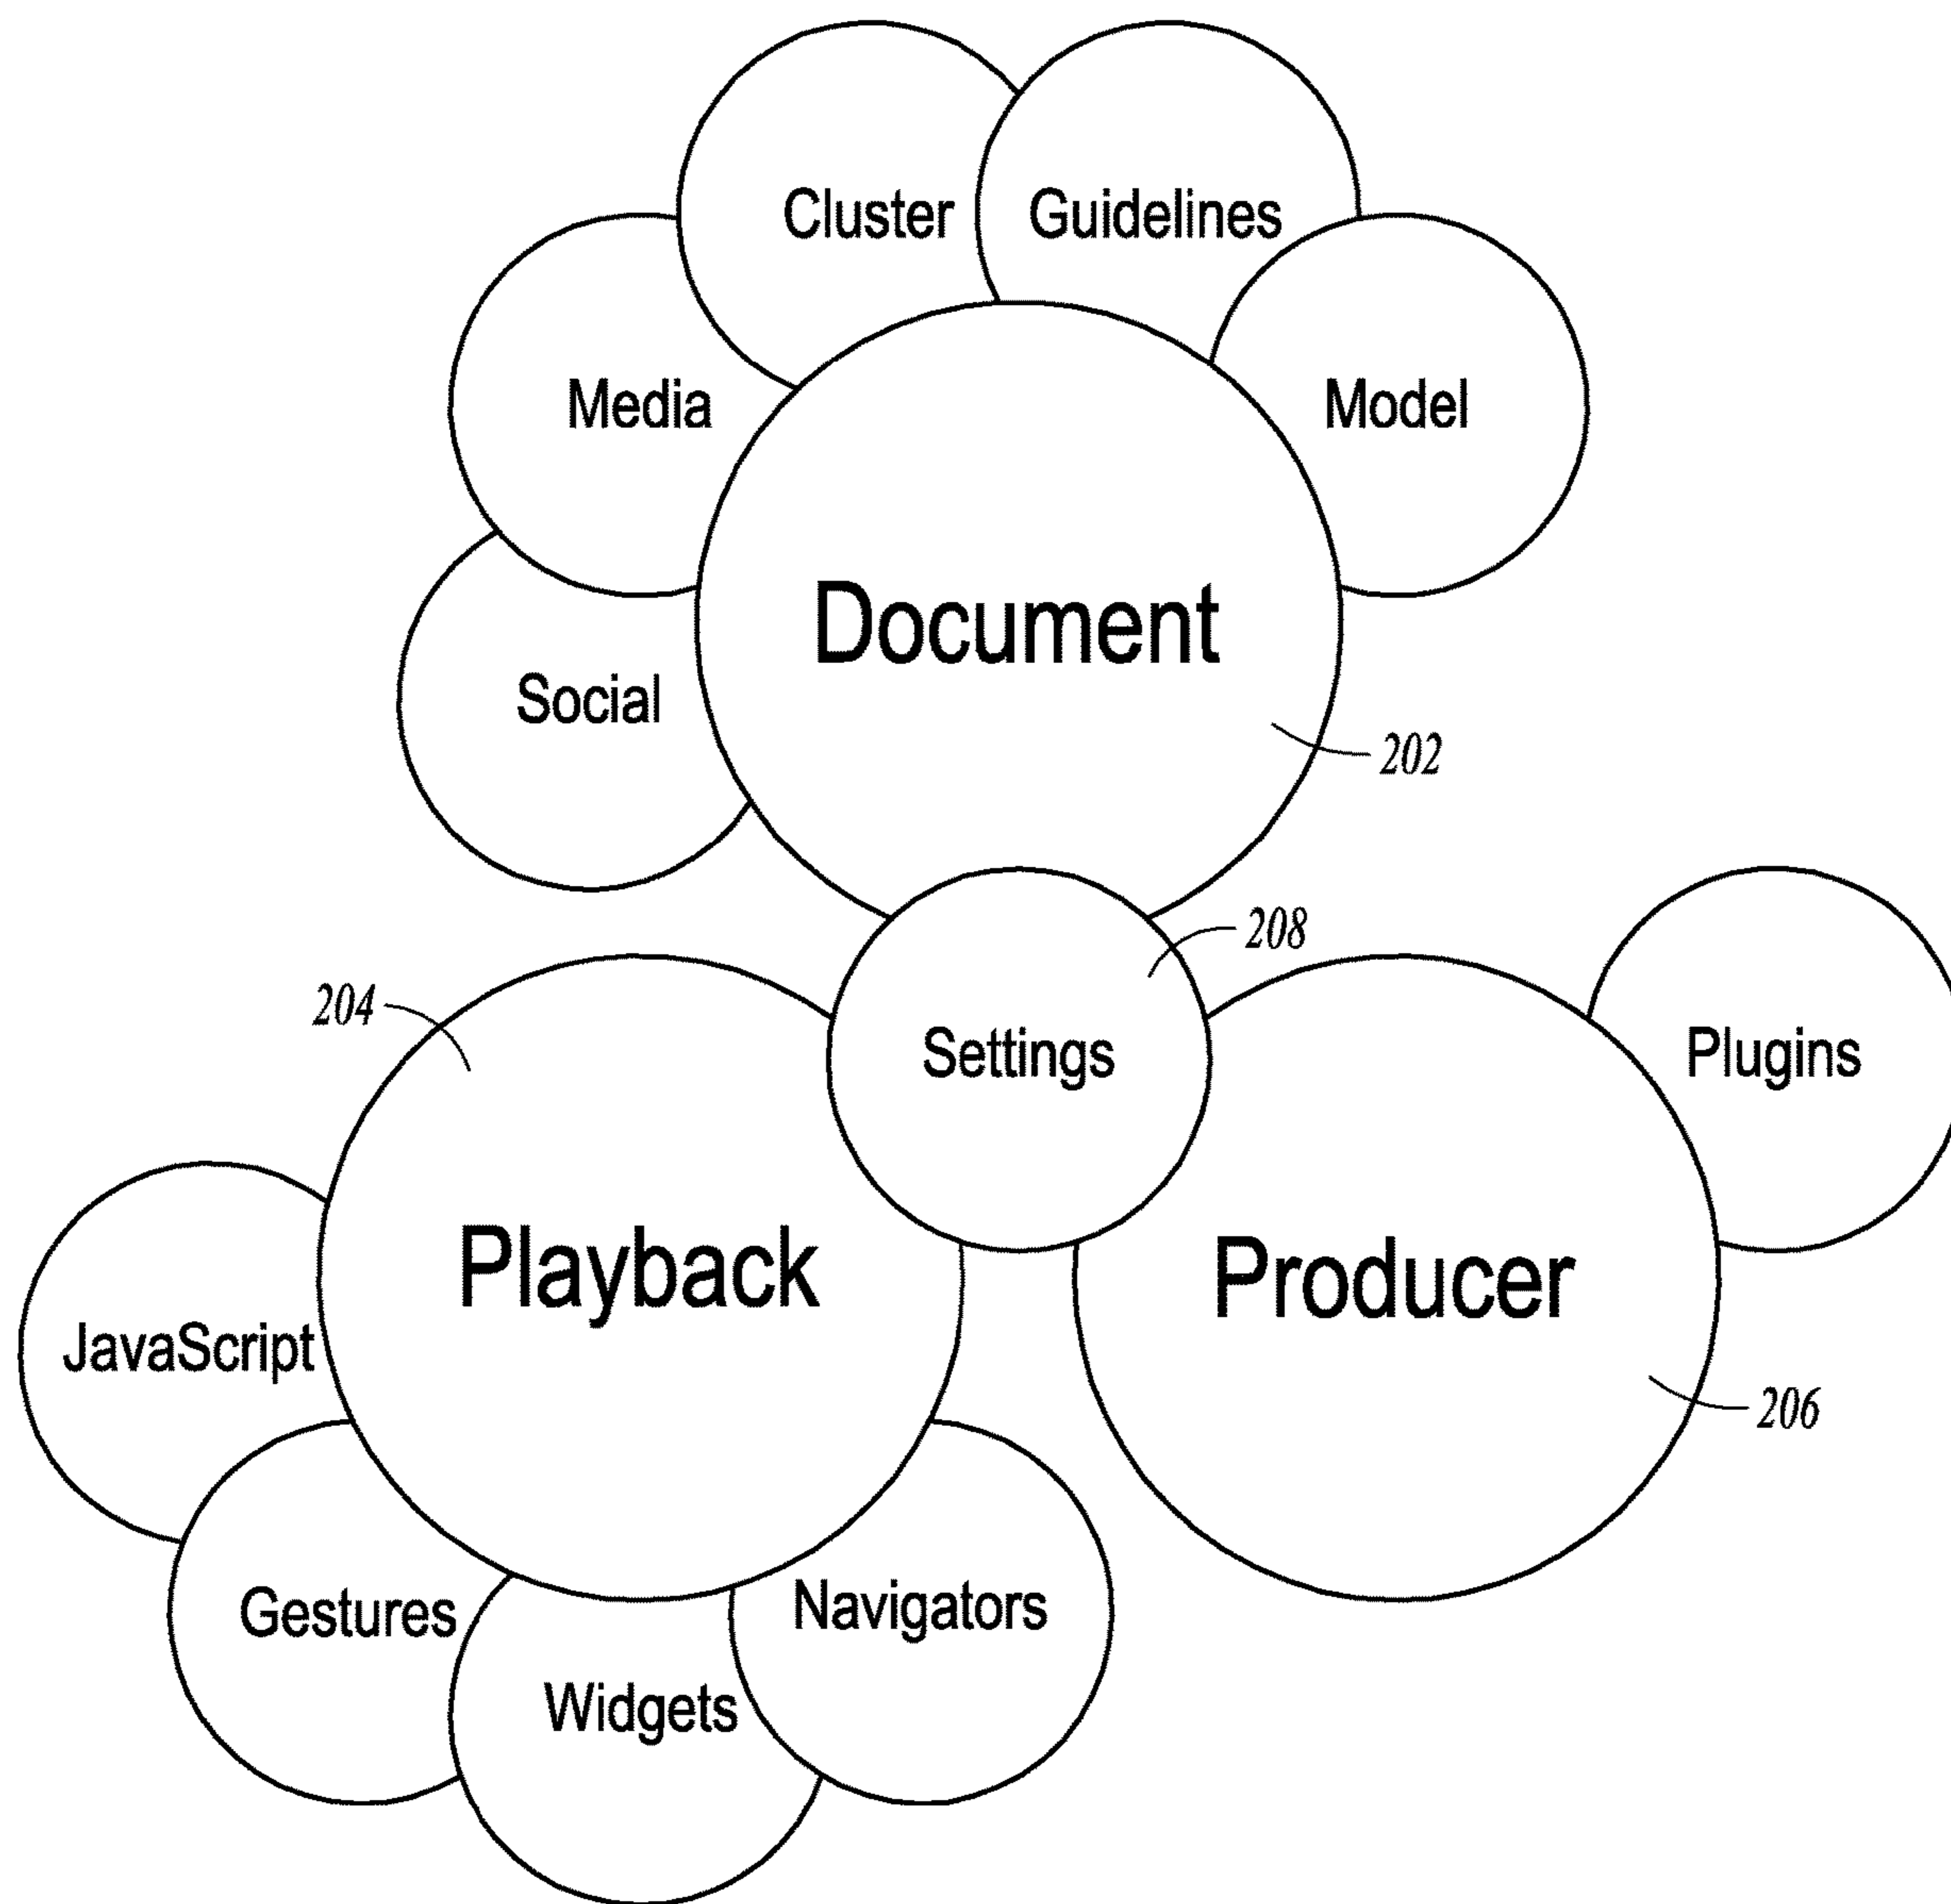 Cluster
Guidelines
Media
Model
Document
Social
202
208
204
Settings
Plugins
Playback
Producer
JavaScript
206
Gestures
Navigators
Widgets